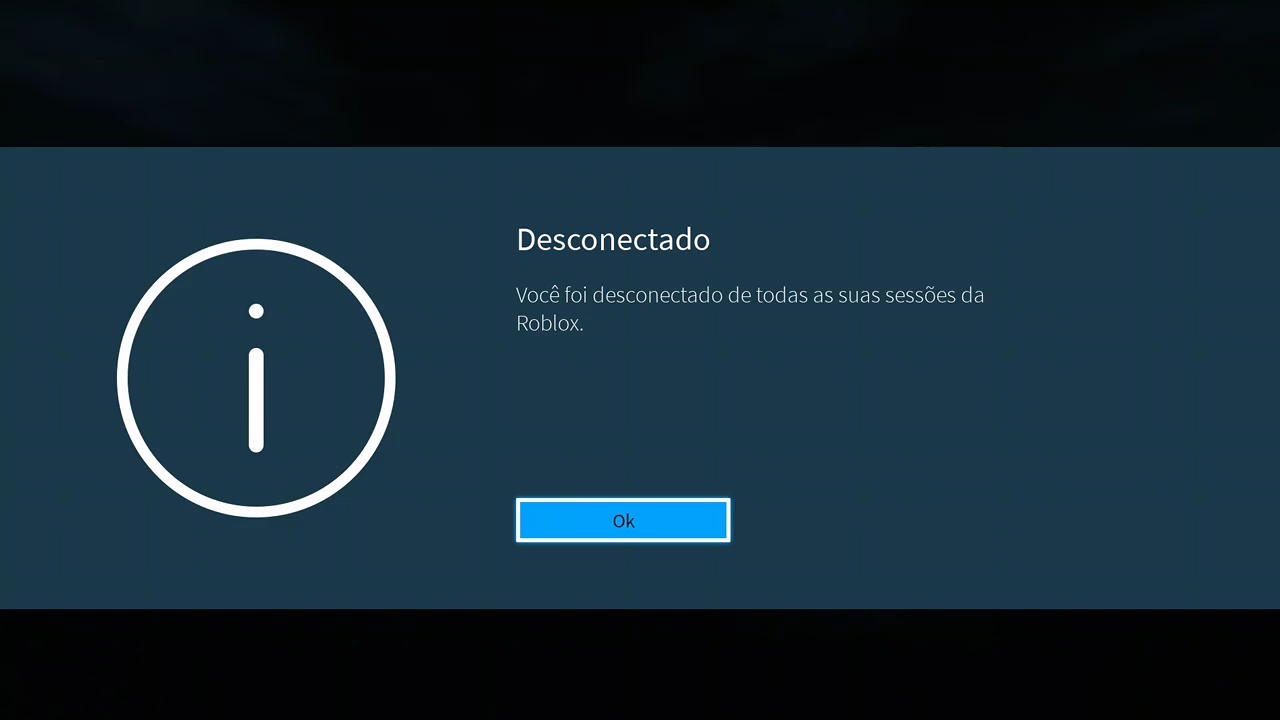 Desconectado
Você foi desconectado de todas as suas sessões da
Roblox.
Ok